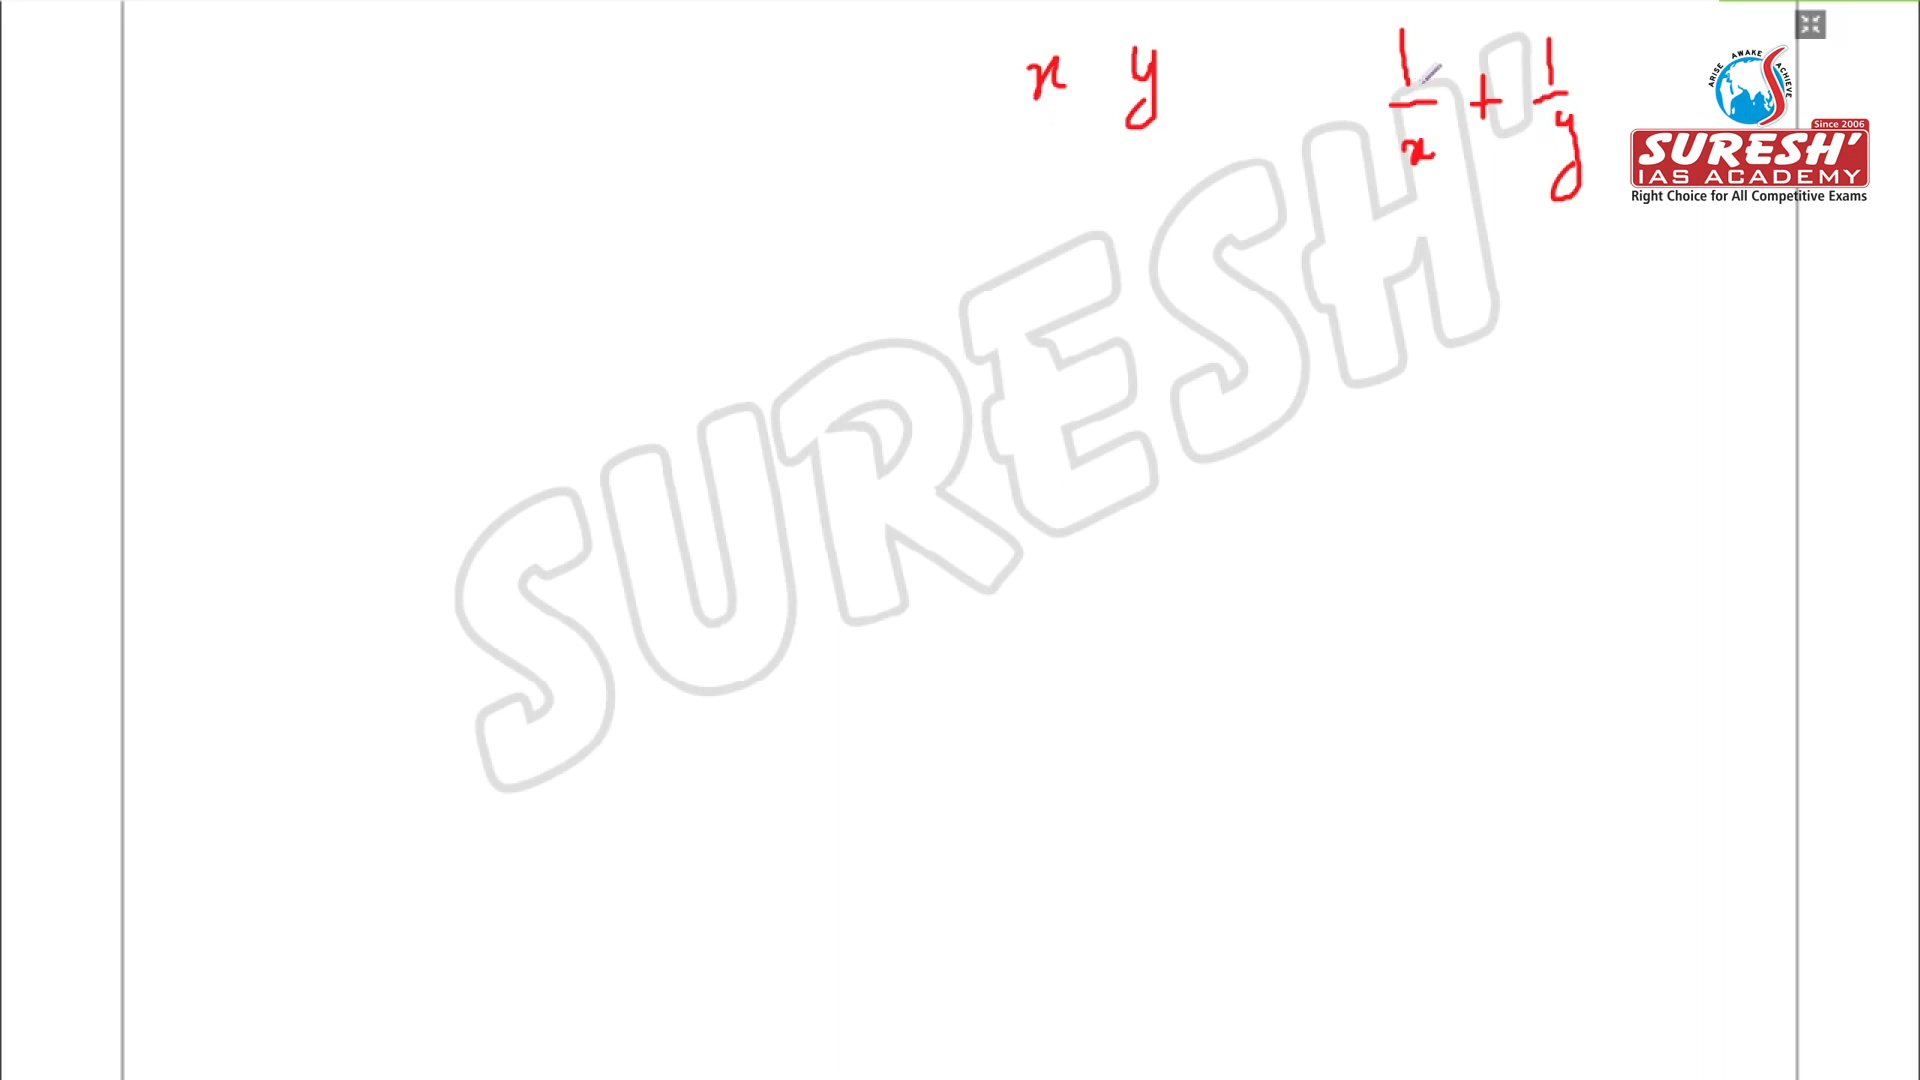 x y 1/x + 1/y
ARISE AWAKE ACHIEVE
Since 2006
SURESH'
IAS ACADEMY
Right Choice for All Competitive Exams
SURESH'